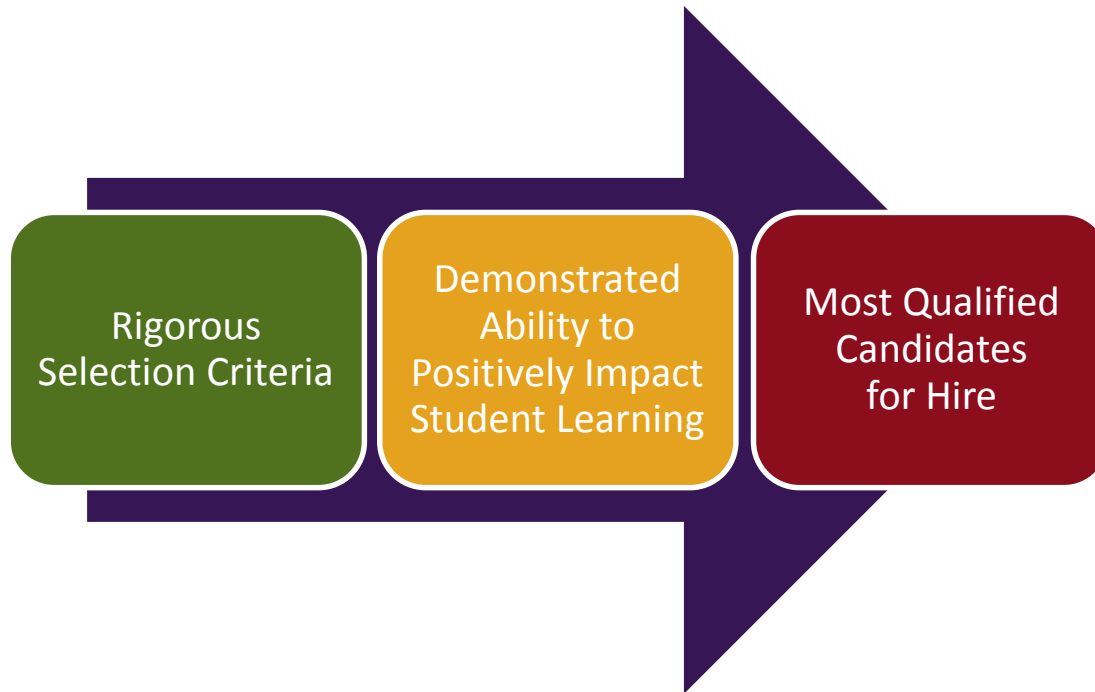 Rigorous
Selection Criteria
Demonstrated
Ability to
Positively Impact
Student Learning
Most Qualified
Candidates
for Hire